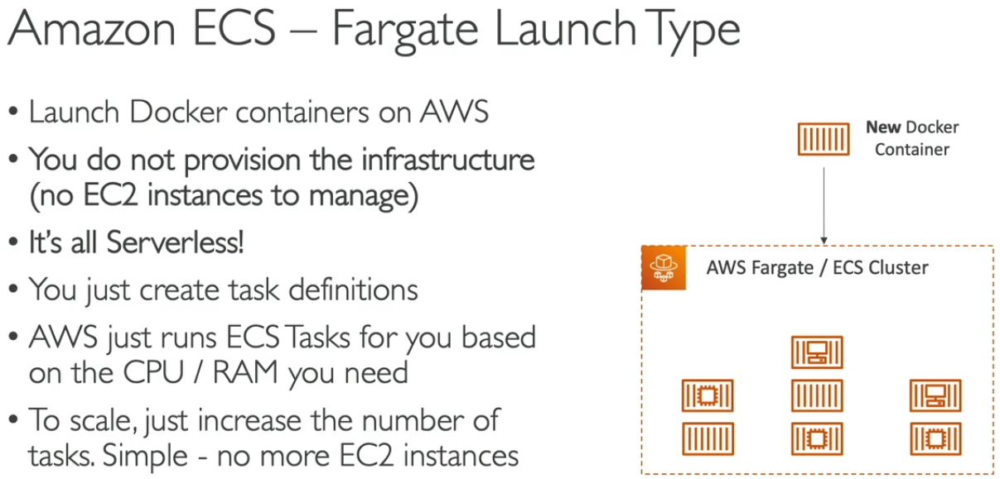 Amazon ECS – Fargate Launch Type
• Launch Docker containers on AWS
• You do not provision the infrastructure
(no EC2 instances to manage)
• It's all Serverless!
• You just create task definitions
• AWS just runs ECS Tasks for you based
on the CPU / RAM you need
• To scale, just increase the number of
tasks. Simple - no more EC2 instances
New Docker
Container
AWS Fargate / ECS Cluster